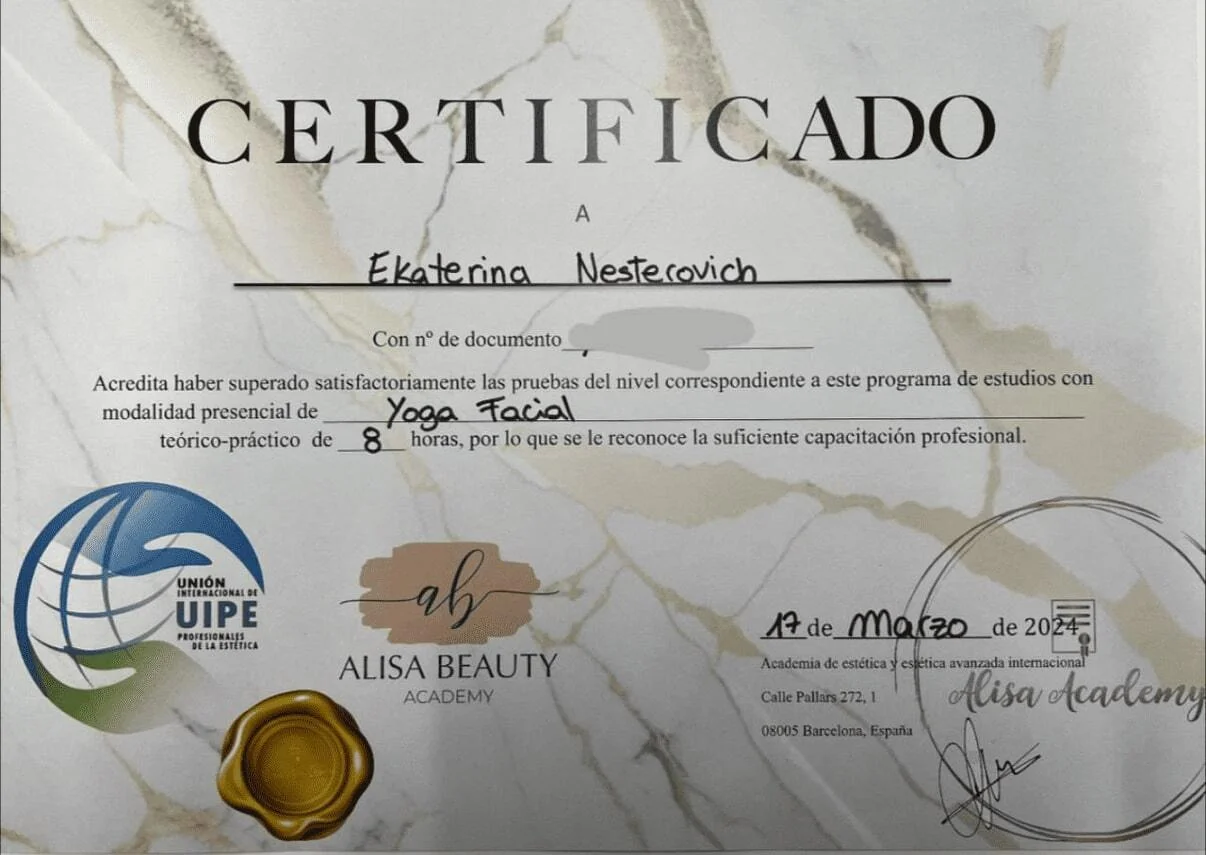 CERTIFICADO
A
Ekaterina Nesterovich
Con nº de documento
Acredita haber superado satisfactoriamente las pruebas del nivel correspondiente a este programa de estudios con
modalidad presencial de Yoga Facial
teórico-práctico de 8 horas, por lo que se le reconoce la suficiente capacitación profesional.
UNIÓN
INTERNACIONAL DE
UIPE
PROFESIONALES
DE LA ESTÉTICA
ab
ALISA BEAUTY
ACADEMY
17 de Marzo de 2024
Academia de estética y estética avanzada internacional
Calle Pallars 272, 1
08005 Barcelona, España
Alisa Academy